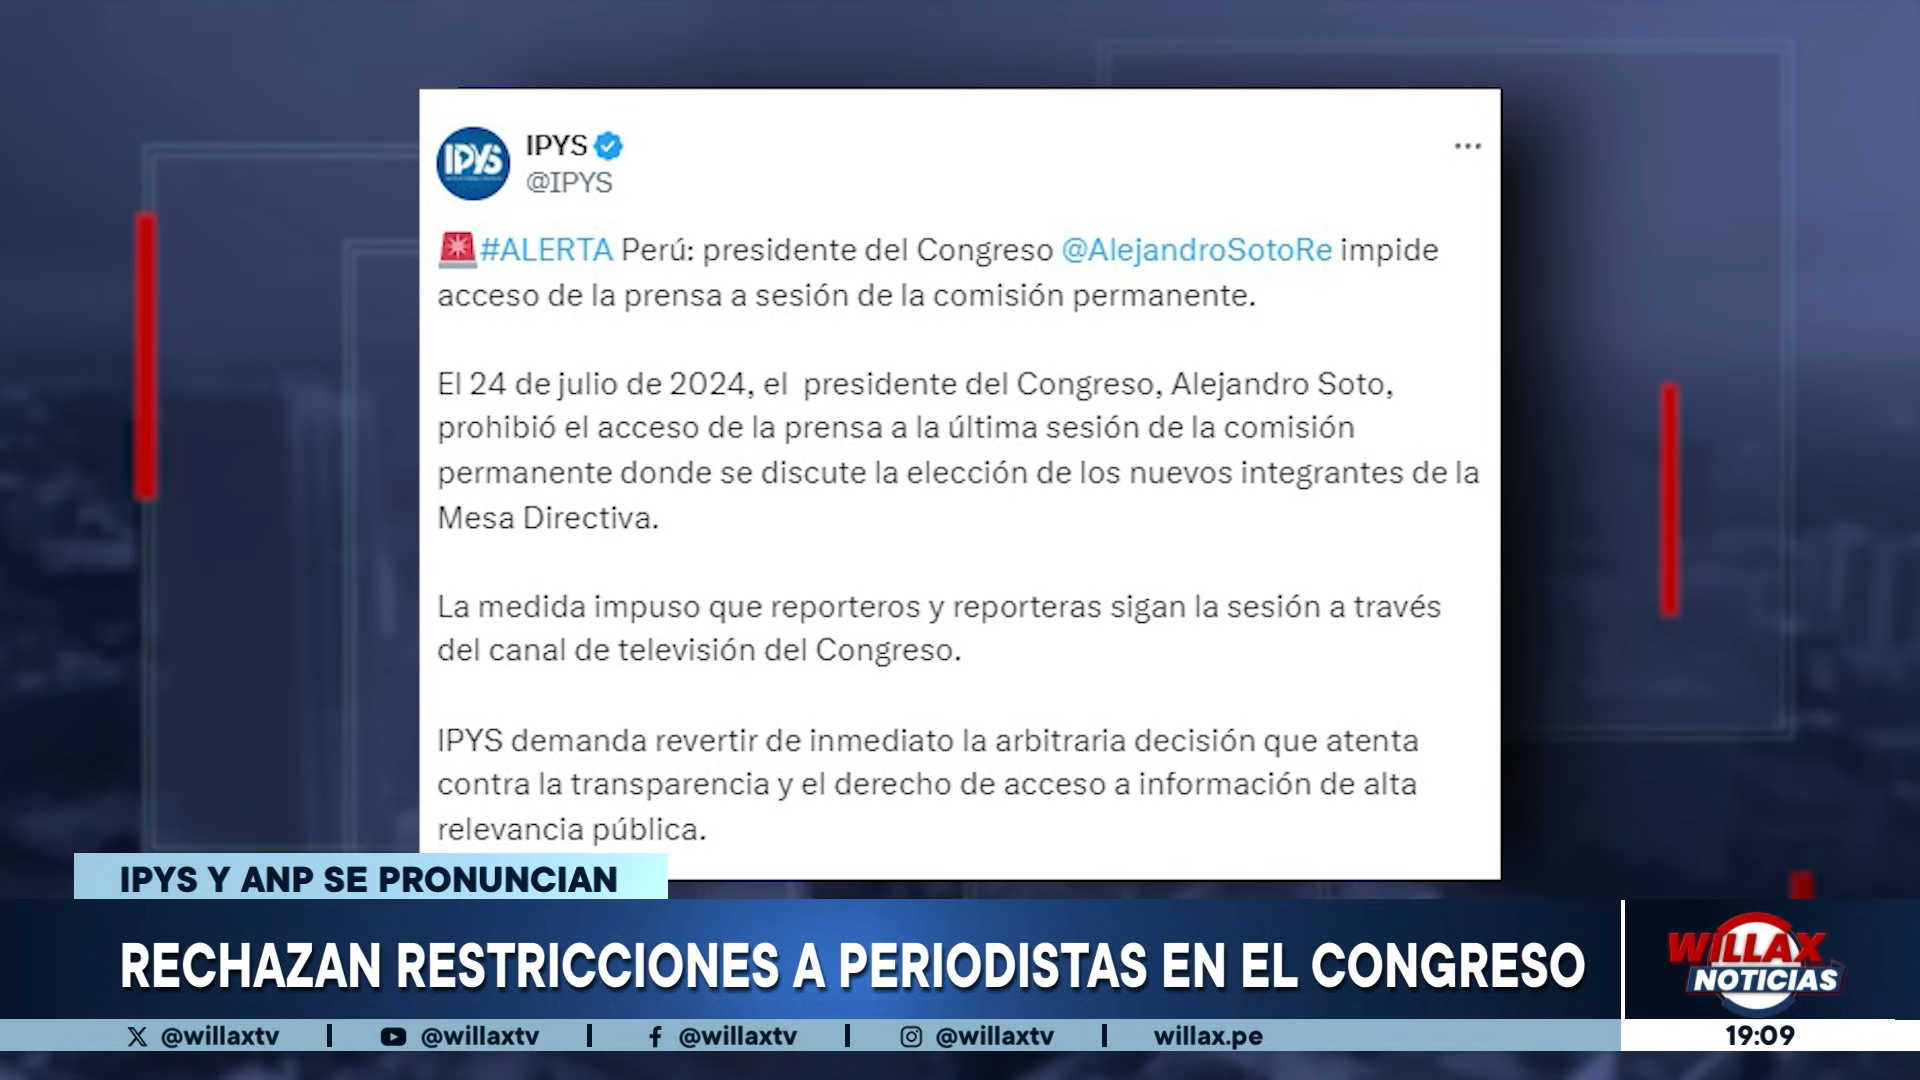 IPYS
IPYS
@IPYS
#ALERTA Perú: presidente del Congreso @AlejandroSotoRe impide
acceso de la prensa a sesión de la comisión permanente.
El 24 de julio de 2024, el presidente del Congreso, Alejandro Soto,
prohibió el acceso de la prensa a la última sesión de la comisión
permanente donde se discute la elección de los nuevos integrantes de la
Mesa Directiva.
La medida impuso que reporteros y reporteras sigan la sesión a través
del canal de televisión del Congreso.
IPYS demanda revertir de inmediato la arbitraria decisión que atenta
contra la transparencia y el derecho de acceso a información de alta
relevancia pública.
IPYS Y ANP SE PRONUNCIAN
RECHAZAN RESTRICCIONES A PERIODISTAS EN EL CONGRESO
WILLAX
NOTICIAS
@willaxtv | @willaxtv | @willaxtv | @willaxtv | willax.pe
19:09